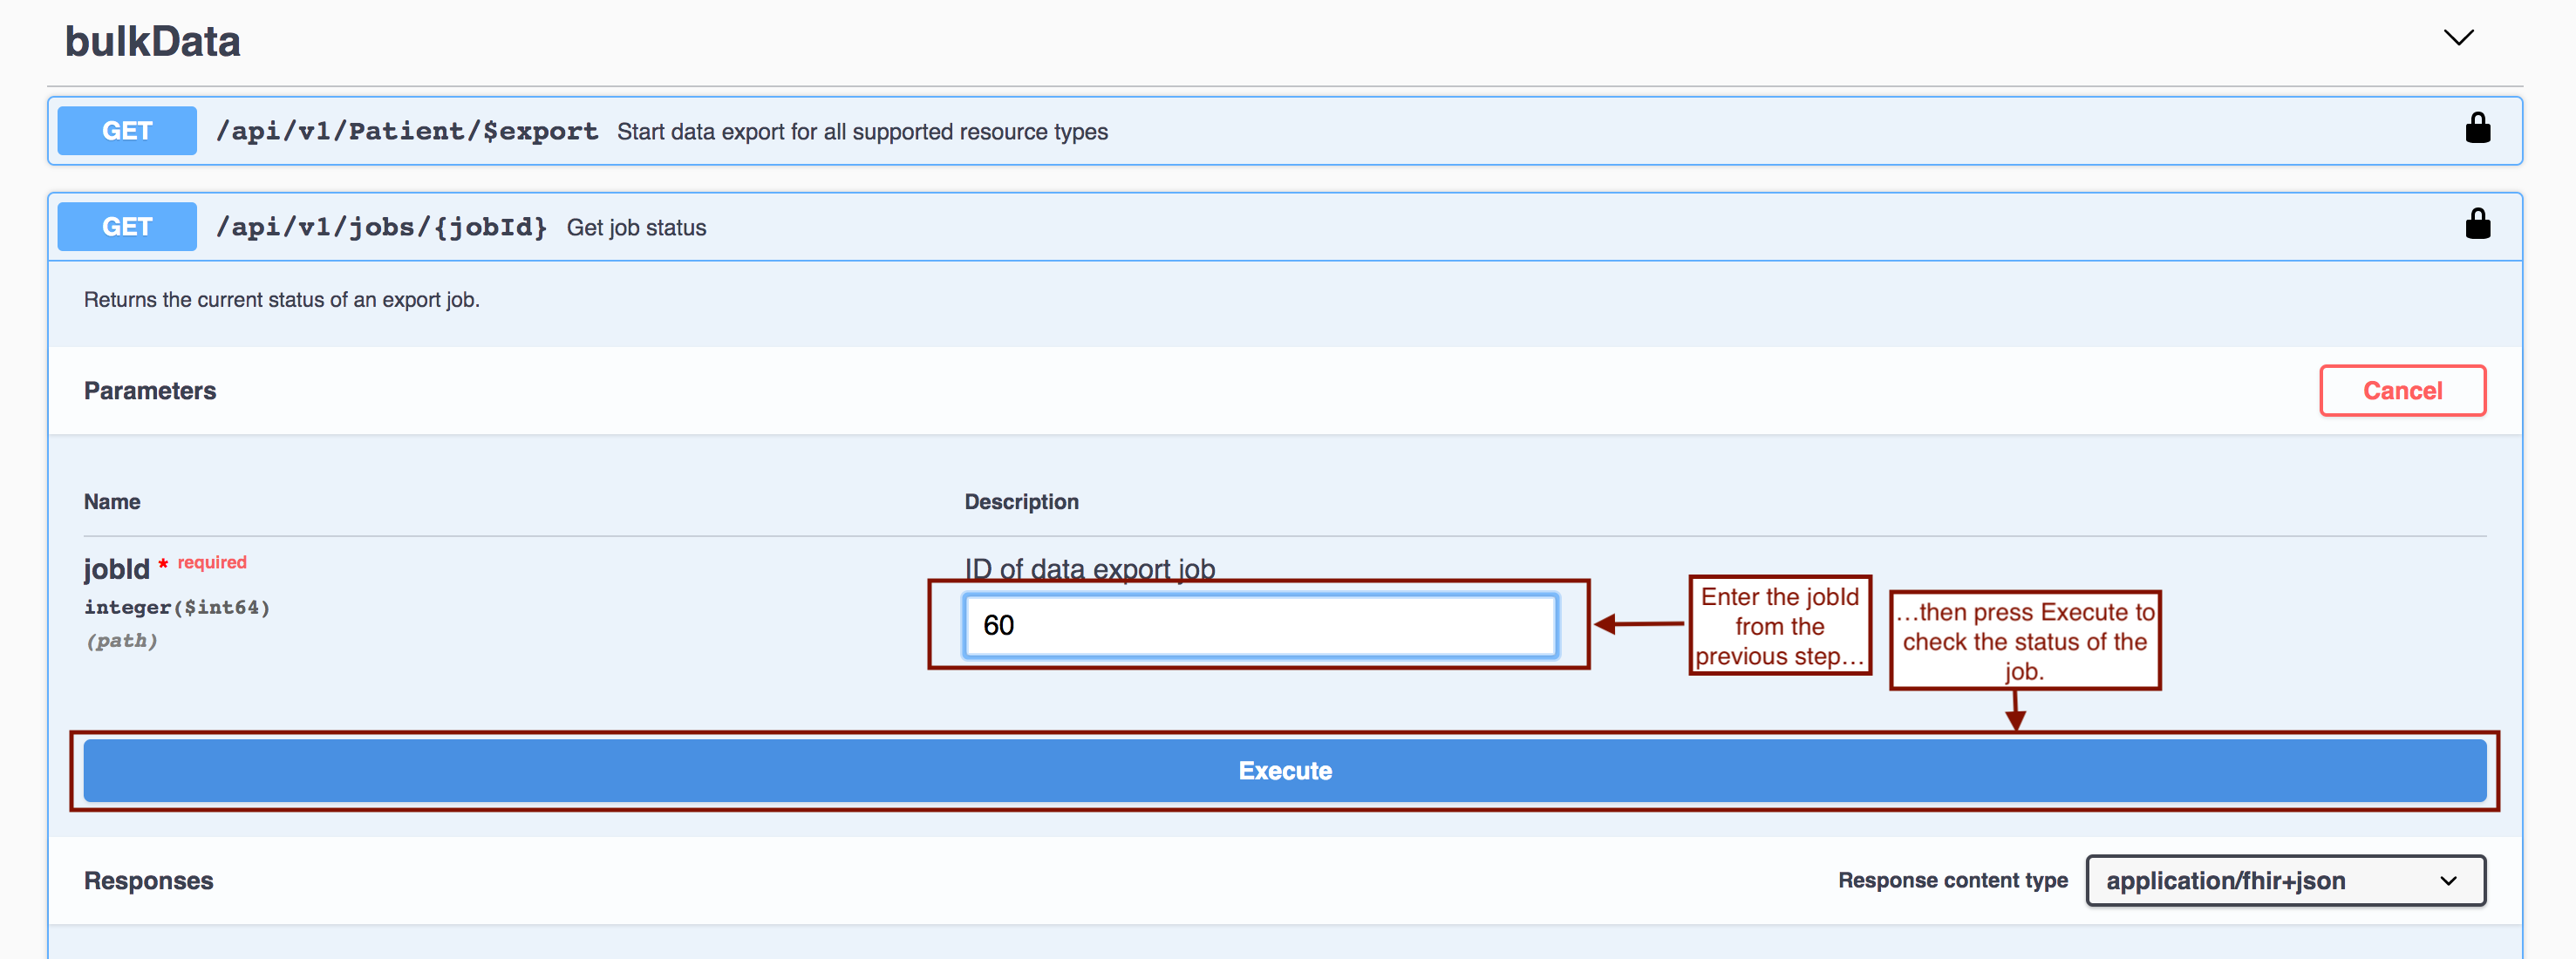 bulkData
GET /api/v1/Patient/$export Start data export for all supported resource types
GET /api/v1/jobs/{jobId} Get job status
Returns the current status of an export job.
Parameters
Cancel
Name Description
jobId * required
integer($int64)
(path)
ID of data export job
60
Enter the jobId
from the
previous step...
...then press Execute to
check the status of the
job.
Execute
Responses
Response content type application/fhir+json